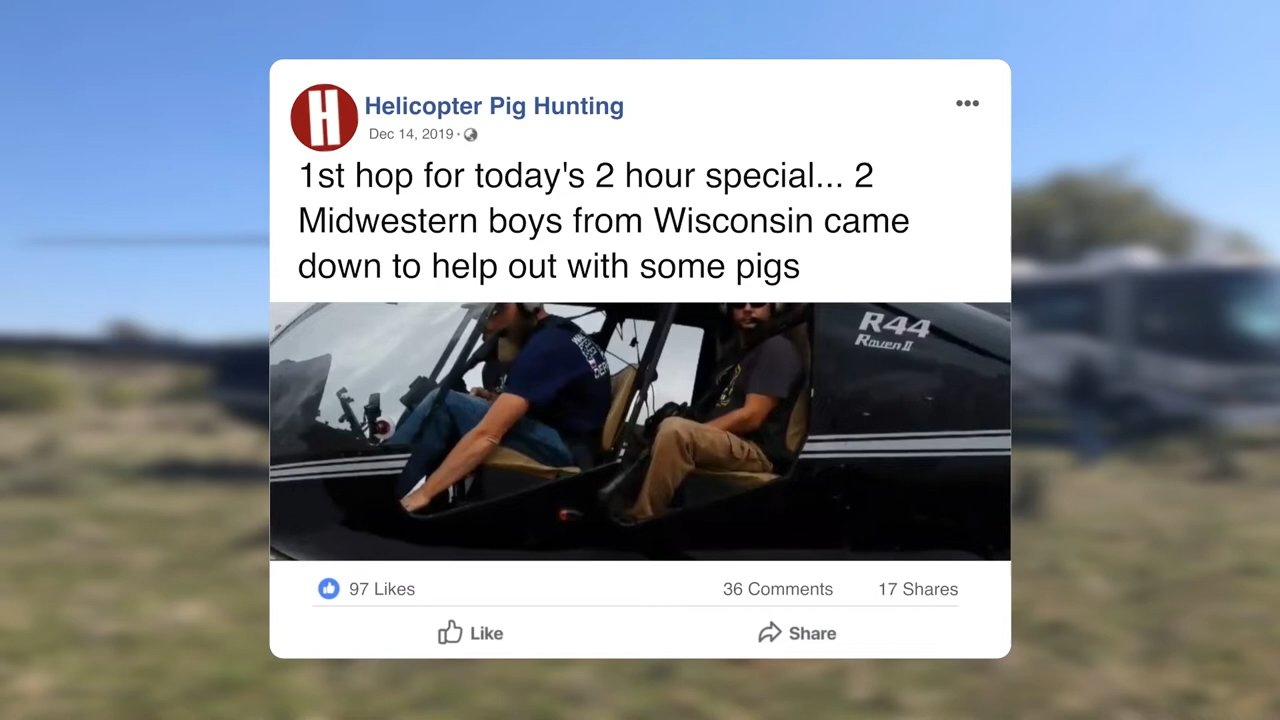 H
Helicopter Pig Hunting
Dec 14, 2019
1st hop for today's 2 hour special... 2
Midwestern boys from Wisconsin came
down to help out with some pigs
R44
Raven II
97 Likes
36 Comments
17 Shares
Like
Share